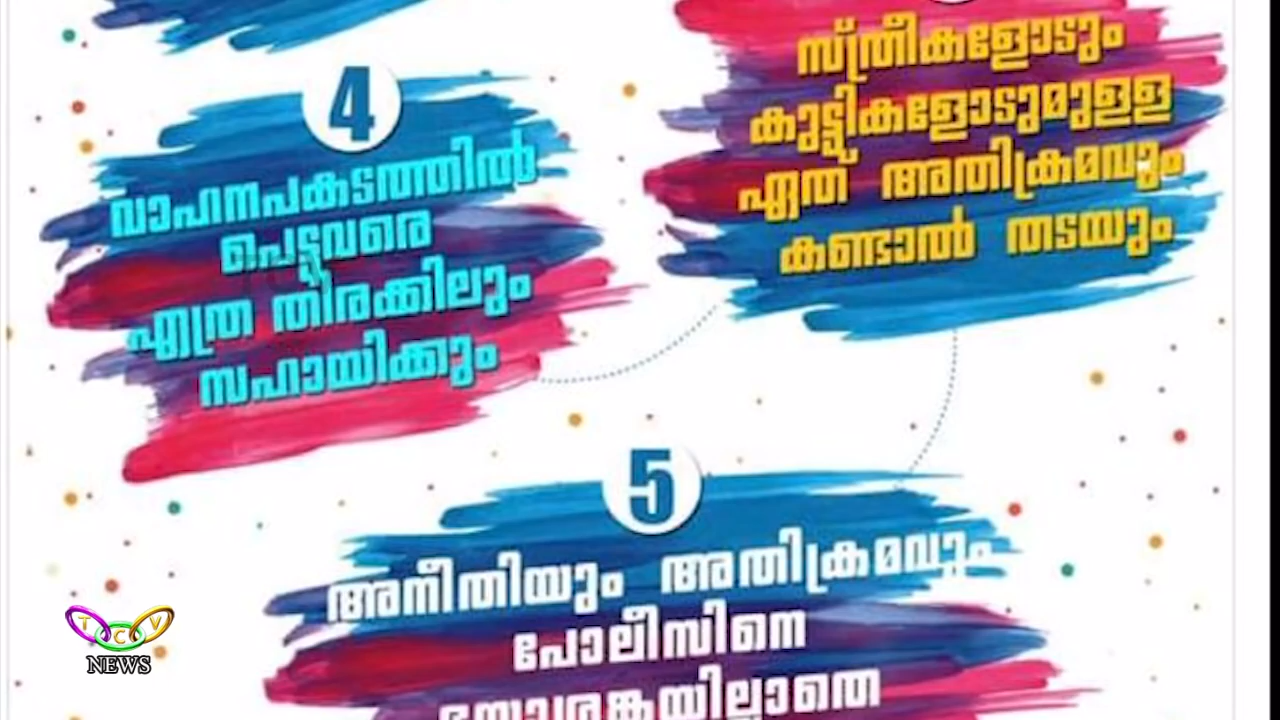 4
വാഹനപകടത്തിൽ
പെട്ടവരെ
എത്ര തിരക്കിലും
സഹായിക്കും
സ്ത്രീകളോടും
കുട്ടികളോടുമുളള
ഏത് അതിക്രമവും
കണ്ടാൽ തടയും
5
അനീതിയും അതിക്രമവും
പോലീസിനെ
TCV
NEWS